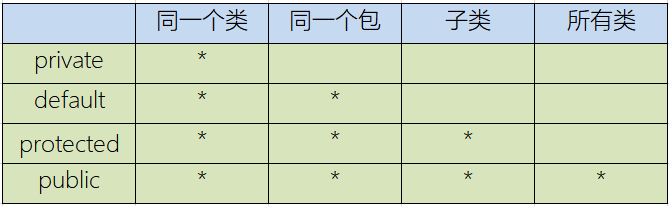 同一个类 同一个包 子类 所有类
private *
default * *
protected * * *
public * * * *